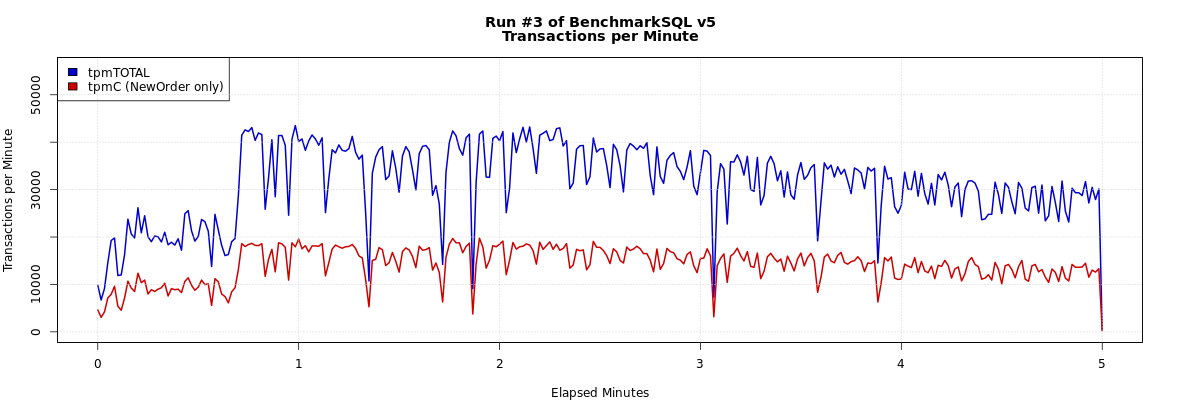 Run #3 of BenchmarkSQL v5
Transactions per Minute
tpmTOTAL
tpmC (NewOrder only)
Transactions per Minute
50000
30000
10000
0
0 1 2 3 4 5
Elapsed Minutes